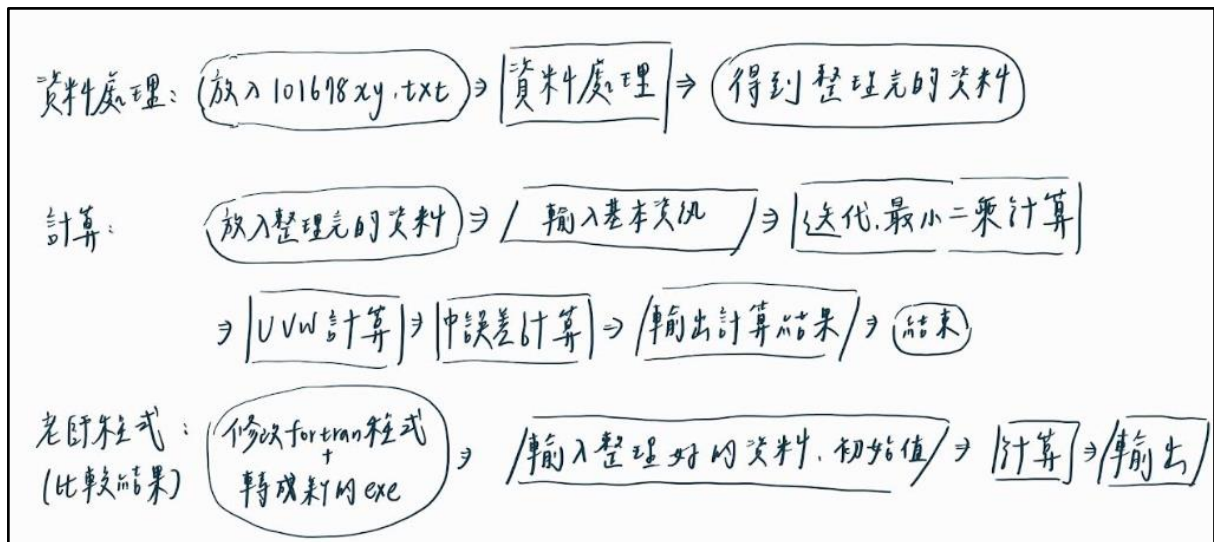 資料處理: 放入101678xy.txt ⇒ 資料處理 ⇒ 得到整理完的資料
計算: 放入整理完的資料 ⇒ 輸入基本資訊 ⇒ 迭代.最小二乘計算
⇒ UVW計算 ⇒ 中誤差計算 ⇒ 輸出計算結果 ⇒ 結束
老師程式: 修改fortran程式 + 轉成新的exe ⇒ 輸入整理好的資料、初始值 ⇒ 計算 ⇒ 輸出
(比較結果)